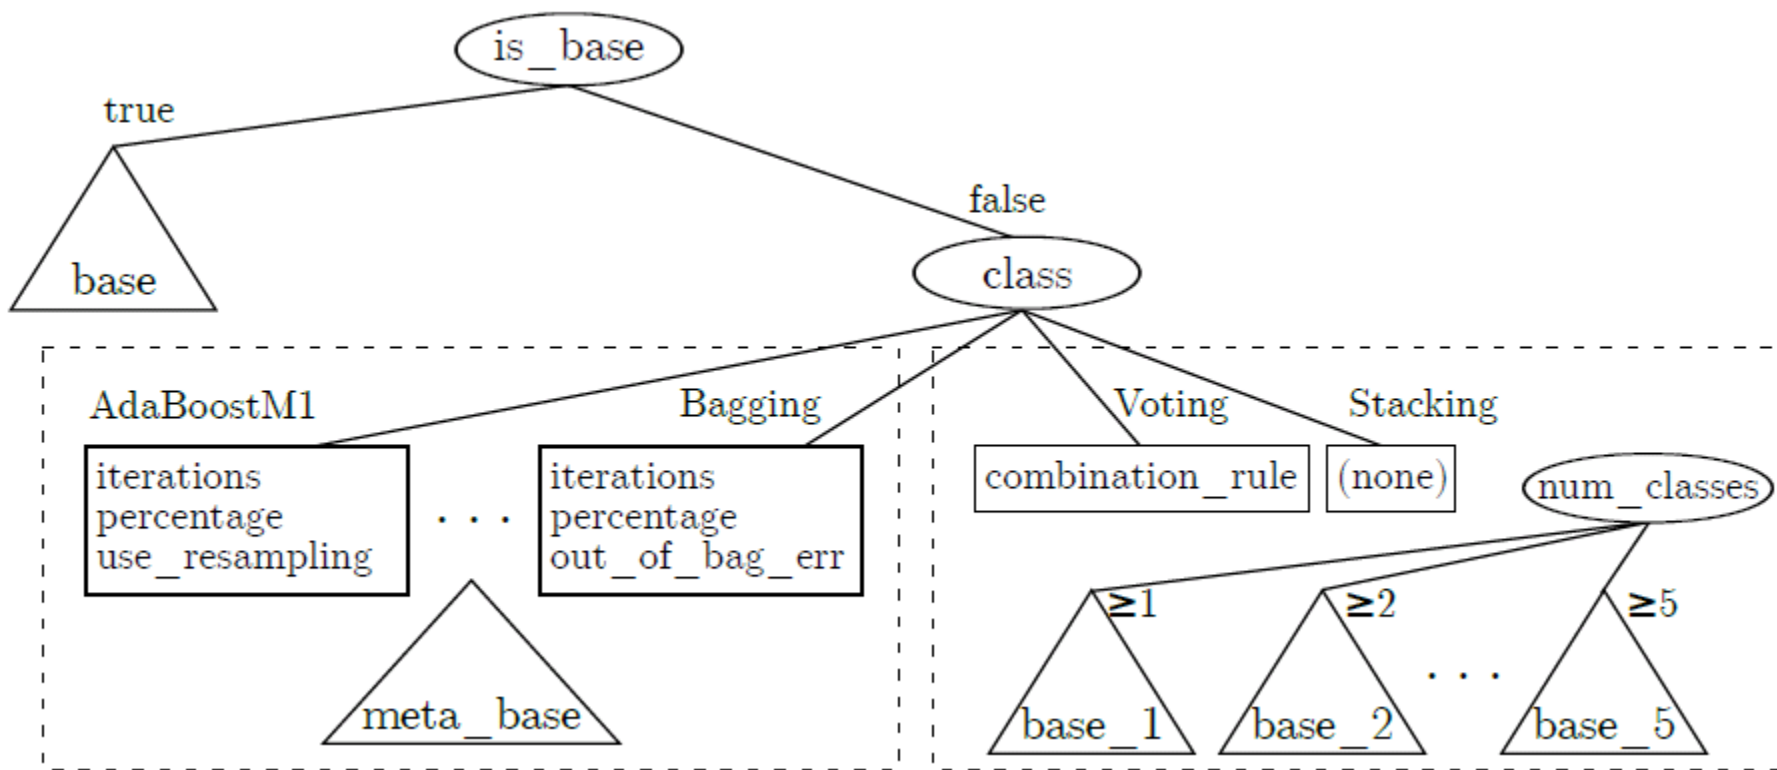 is_base
true
false
base
class
AdaBoostM1
Bagging
Voting
Stacking
iterations
percentage
use_resampling
. . .
iterations
percentage
out_of_bag_err
combination_rule
(none)
num_classes
meta_base
≥1
≥2
≥5
base_1
base_2
. . .
base_5